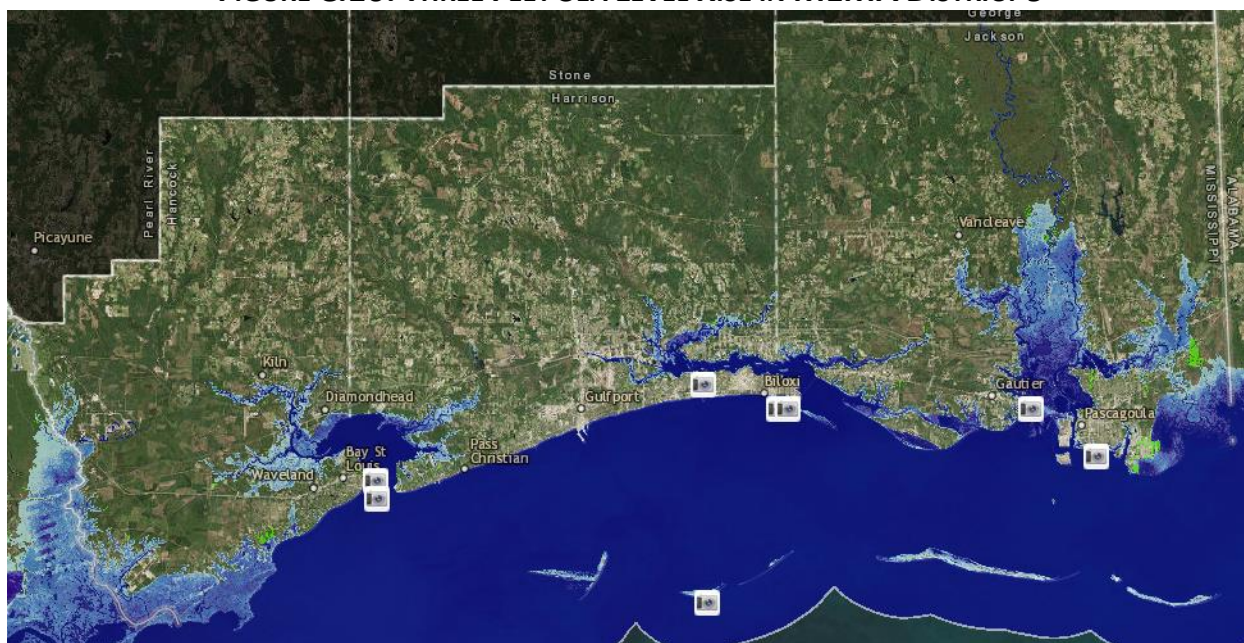 George
Jackson
Stone
Harrison
Pearl River
Hancock
Picayune
Vancleave
MISSISSIPPI
ALABAMA
Kiln
Diamondhead
Gulfport
Biloxi
Gautier
Pascagoula
Bay St
Louis
Pass
Christian
Waveland